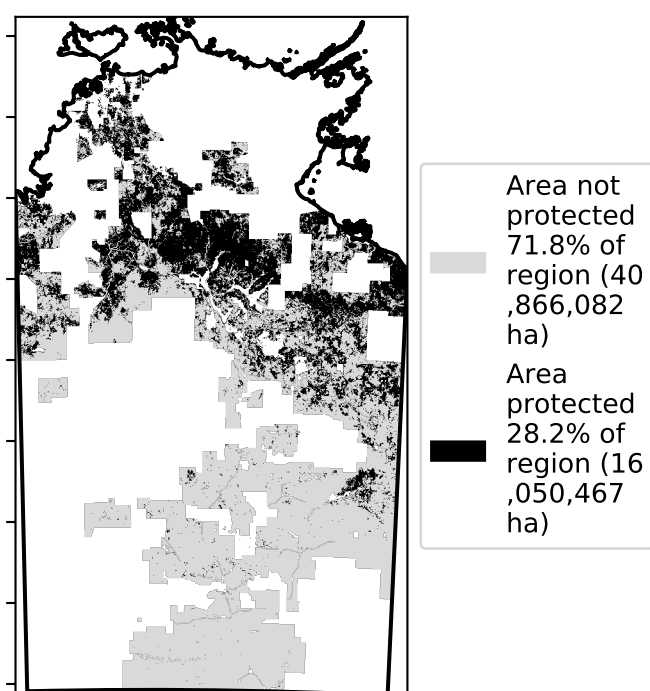 Area not
protected
71.8% of
region (40
,866,082
ha)
Area
protected
28.2% of
region (16
,050,467
ha)